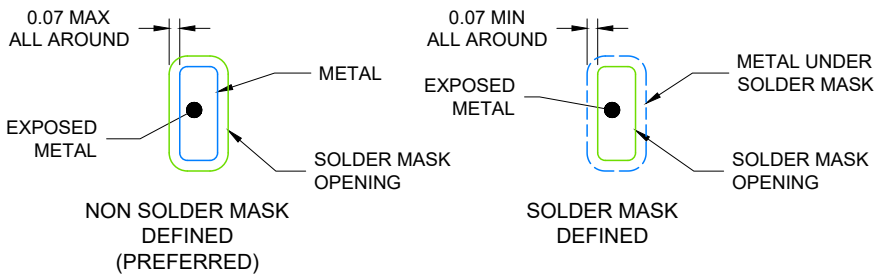 0.07 MAX
ALL AROUND
METAL
EXPOSED
METAL
SOLDER MASK
OPENING
NON SOLDER MASK
DEFINED
(PREFERRED)
0.07 MIN
ALL AROUND
METAL UNDER
SOLDER MASK
EXPOSED
METAL
SOLDER MASK
OPENING
SOLDER MASK
DEFINED